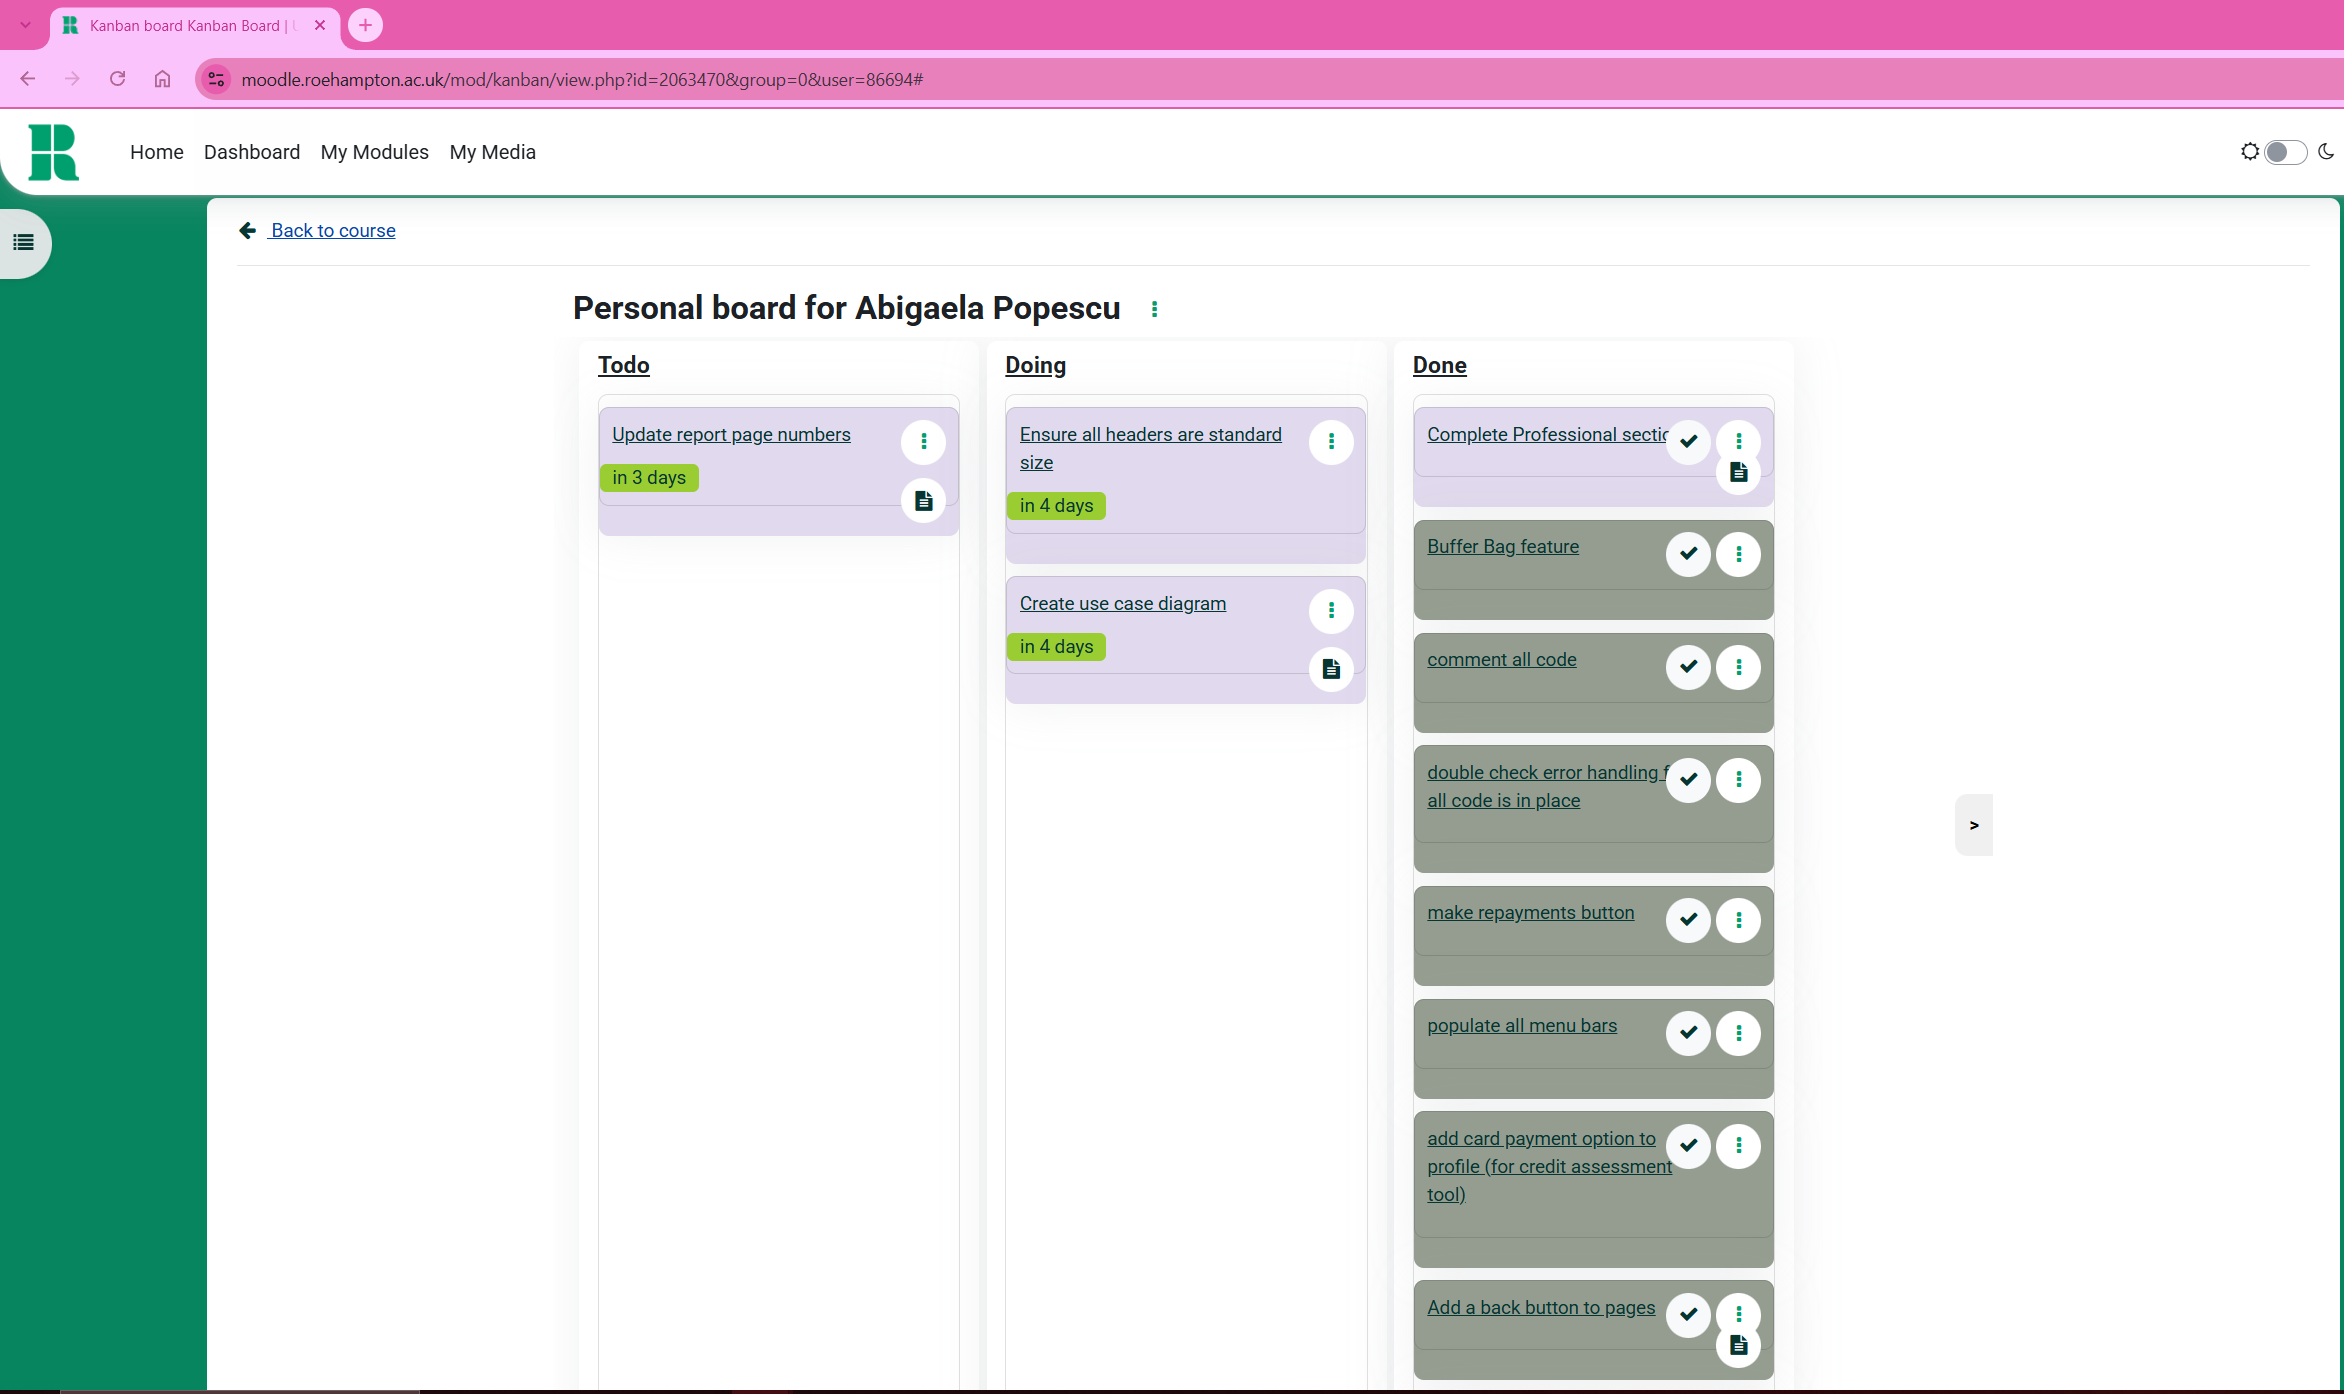 Kanban board Kanban Board |
moodle.roehampton.ac.uk/mod/kanban/view.php?id=2063470&group=0&user=86694#
Home Dashboard My Modules My Media
Back to course
Personal board for Abigaela Popescu
Todo
Update report page numbers
in 3 days
Doing
Ensure all headers are standard
size
in 4 days
Create use case diagram
in 4 days
Done
Complete Professional
Buffer Bag feature
comment all code
double check error handling
all code is in place
make repayments button
populate all menu bars
add card payment option to
profile (for credit assessment
tool)
Add a back button to pages
>